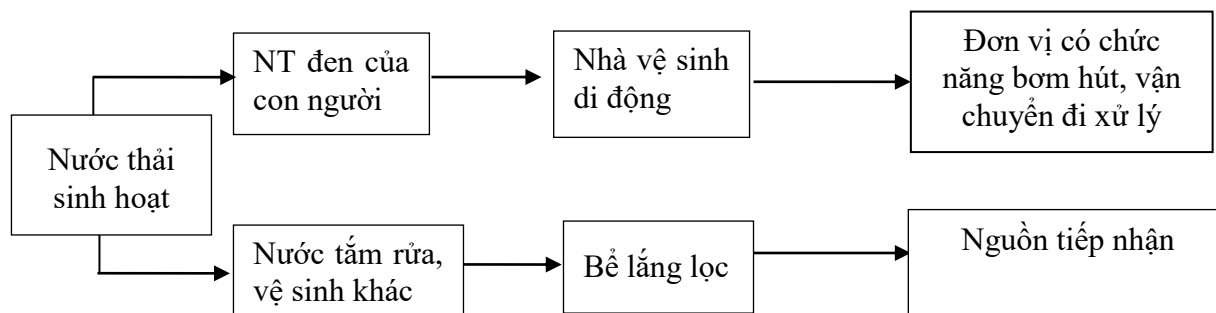 NT đen của
con người
Nhà vệ sinh
di động
Đơn vị có chức
năng bơm hút, vận
chuyển đi xử lý
Nước thải
sinh hoạt
Nước tắm rửa,
vệ sinh khác
Bể lắng lọc
Nguồn tiếp nhận